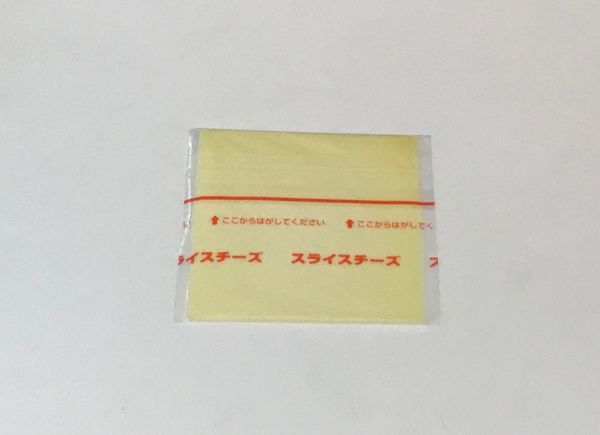 ⬆ここからはがしてください ⬆ここからはがしてく
ライスチーズ スライスチーズ ス